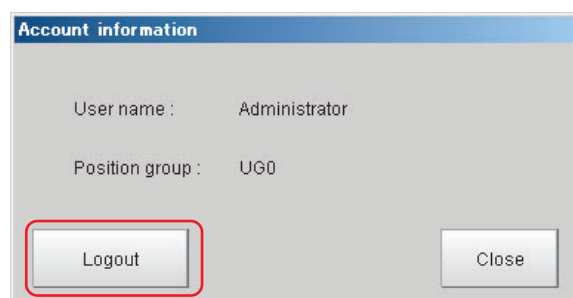 Account information
User name : Administrator
Position group : UG0
Logout Close